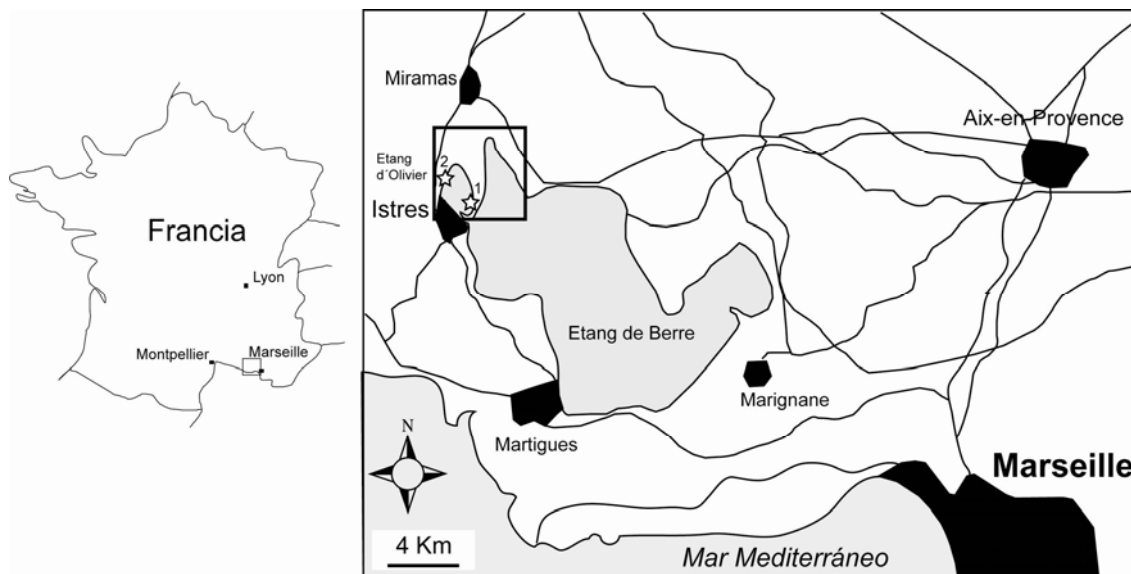 Francia
Lyon
Montpellier
Marseille
Miramas
Aix-en-Provence
Etang
d´Olivier
2
1
Istres
Etang de Berre
Marignane
Martigues
N
Marseille
4 Km
Mar Mediterráneo